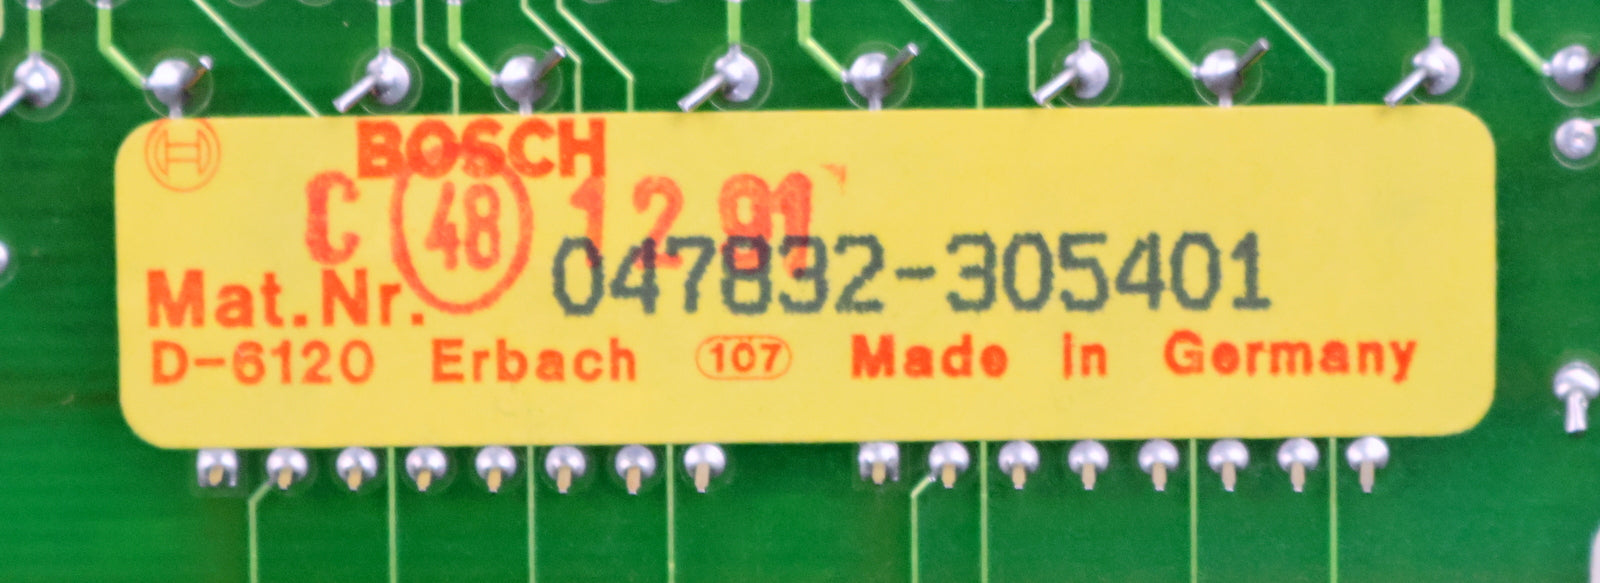 BOSCH
C 48 12 91
Mat.Nr. 047832-305401
D-6120 Erbach 107 Made in Germany